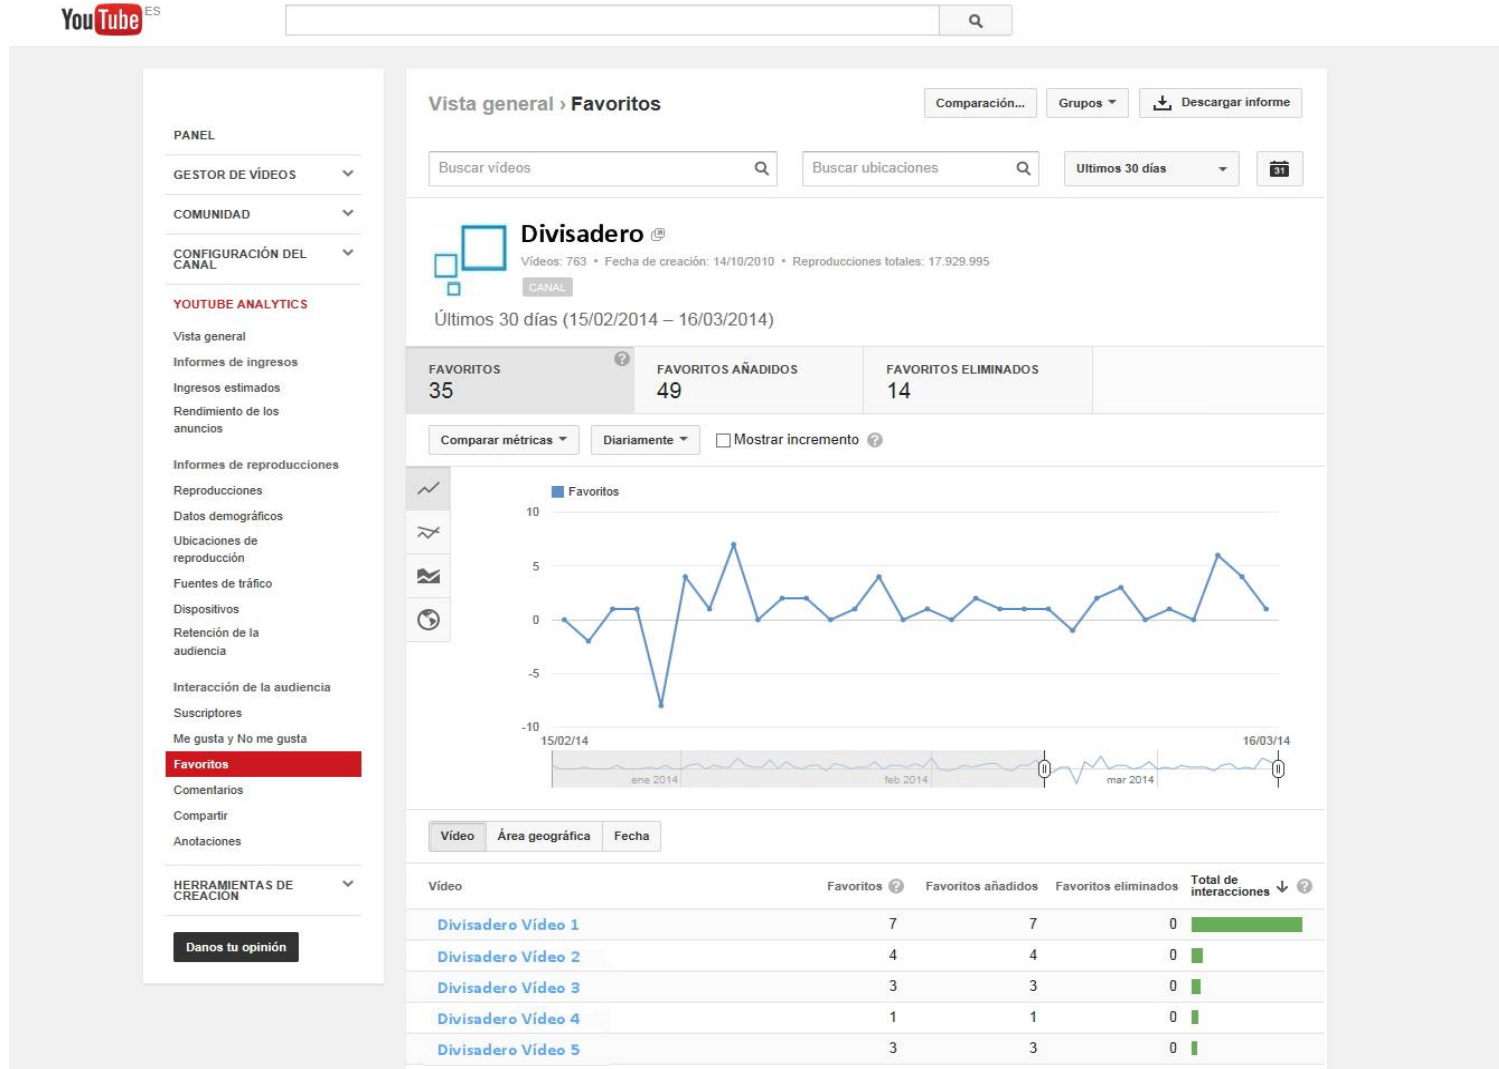 YouTube ES
Vista general › Favoritos
Comparación...
Grupos
Descargar informe
PANEL
GESTOR DE VÍDEOS
COMUNIDAD
CONFIGURACIÓN DEL
CANAL
YOUTUBE ANALYTICS
Vista general
Informes de ingresos
Ingresos estimados
Rendimiento de los
anuncios
Informes de reproducciones
Reproducciones
Datos demográficos
Ubicaciones de
reproducción
Fuentes de tráfico
Dispositivos
Retención de la
audiencia
Interacción de la audiencia
Suscriptores
Me gusta y No me gusta
Favoritos
Comentarios
Compartir
Anotaciones
HERRAMIENTAS DE
CREACIÓN
Danos tu opinión
Buscar vídeos
Buscar ubicaciones
Ultimos 30 días
31
Divisadero
Vídeos: 763 • Fecha de creación: 14/10/2010 • Reproducciones totales: 17.929.995
CANAL
Últimos 30 días (15/02/2014 – 16/03/2014)
FAVORITOS ?
35
FAVORITOS AÑADIDOS
49
FAVORITOS ELIMINADOS
14
Comparar métricas
Diariamente
Mostrar incremento ?
Favoritos
10
5
0
-5
-10
15/02/14 16/03/14
ene 2014 feb 2014 mar 2014
Vídeo Área geográfica Fecha
Vídeo Favoritos ? Favoritos añadidos Favoritos eliminados Total de
interacciones ?
Divisadero Vídeo 1 7 7 0
Divisadero Vídeo 2 4 4 0
Divisadero Vídeo 3 3 3 0
Divisadero Vídeo 4 1 1 0
Divisadero Vídeo 5 3 3 0